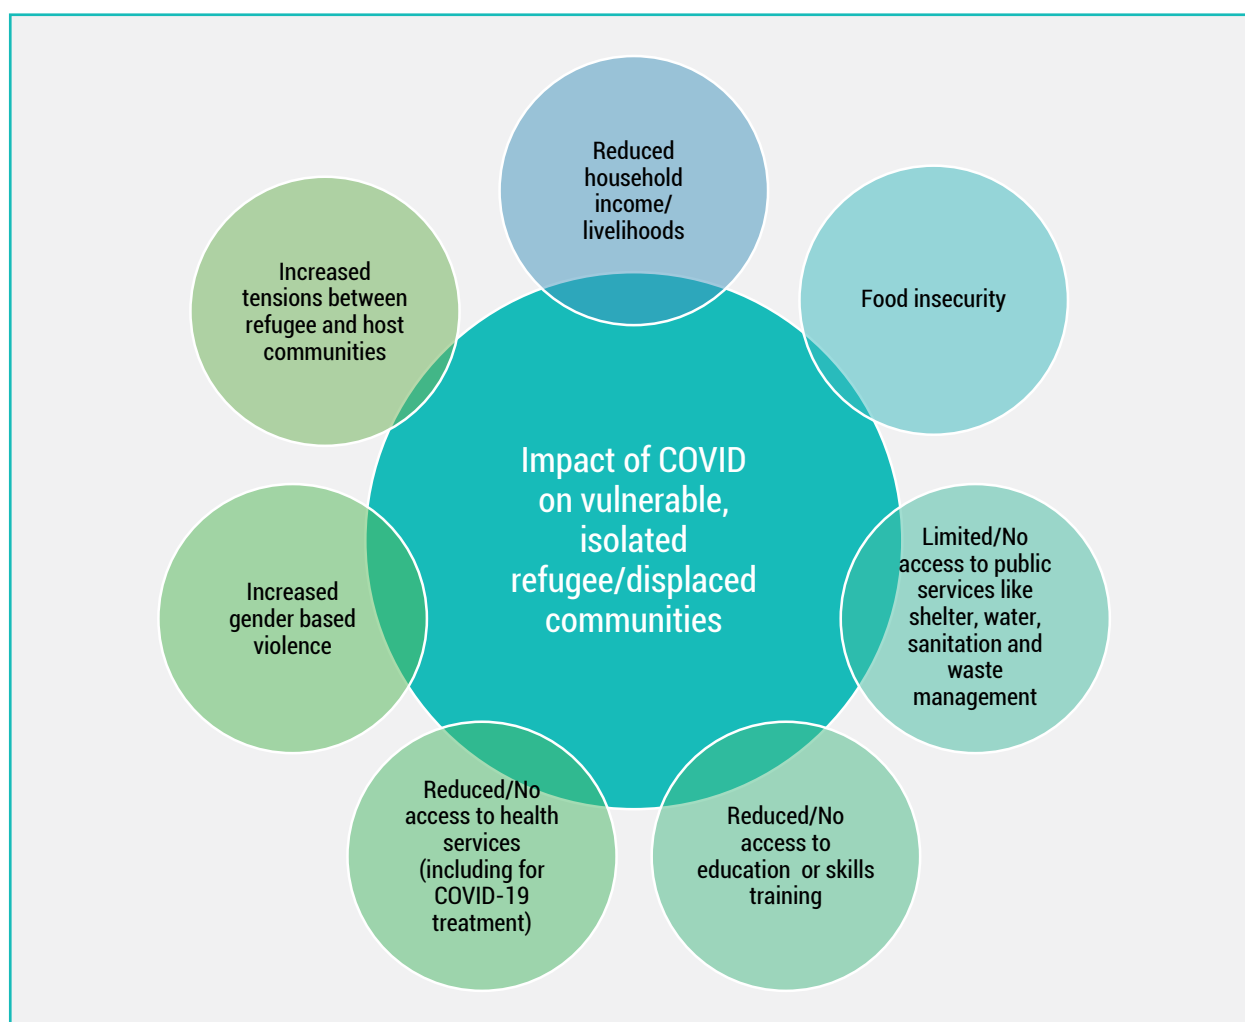 Reduced
household
income/
livelihoods
Food insecurity
Limited/No
access to public
services like
shelter, water,
sanitation and
waste
management
Reduced/No
access to
education or skills
training
Reduced/No
access to health
services
(including for
COVID-19
treatment)
Increased
gender based
violence
Increased
tensions between
refugee and host
communities
Impact of COVID
on vulnerable,
isolated
refugee/displaced
communities